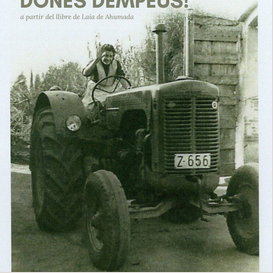 DONES DEMPEUS!
a partir del llibre de Laia de Ahumada
Z-656